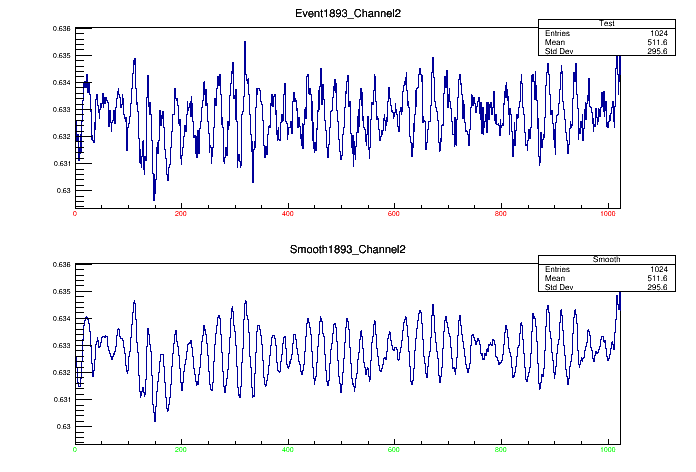 Event1893_Channel2
Test
Entries 1024
Mean 511.6
Std Dev 295.6
0.636
0.635
0.634
0.633
0.632
0.631
0.63
0 200 400 600 800 1000
Smooth1893_Channel2
Smooth
Entries 1024
Mean 511.6
Std Dev 295.6
0.636
0.635
0.634
0.633
0.632
0.631
0.63
0 200 400 600 800 1000